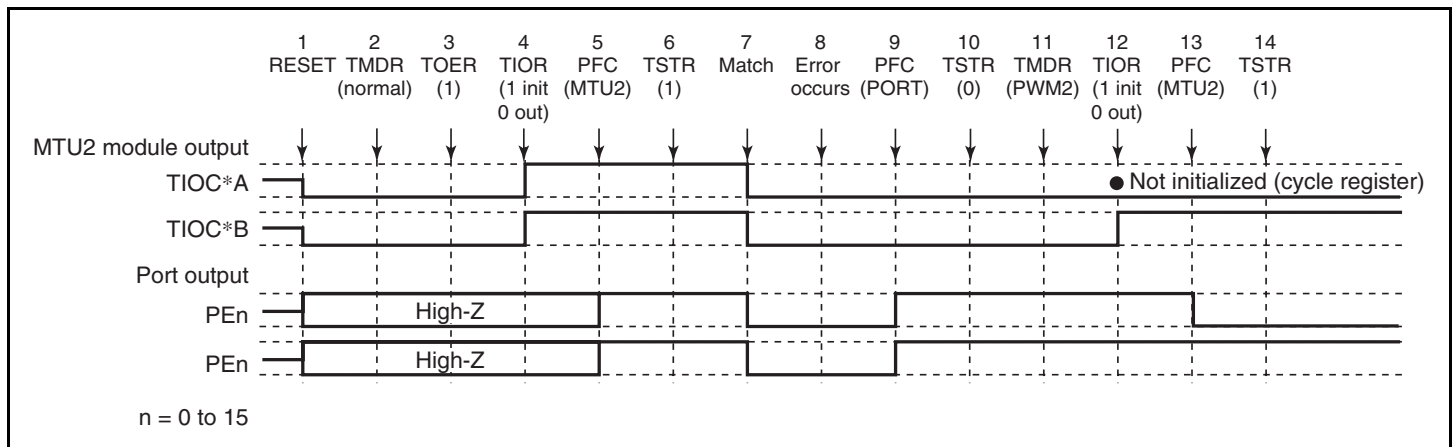 1 2 3 4 5 6 7 8 9 10 11 12 13 14
RESET TMDR TOER TIOR PFC TSTR Match Error PFC TSTR TMDR TIOR PFC TSTR
(normal) (1) (1 init (MTU2) (1) occurs (PORT) (0) (PWM2) (1 init (MTU2) (1)
0 out) 0 out)
MTU2 module output
TIOC*A
● Not initialized (cycle register)
TIOC*B
Port output
PEn
High-Z
PEn
High-Z
n = 0 to 15